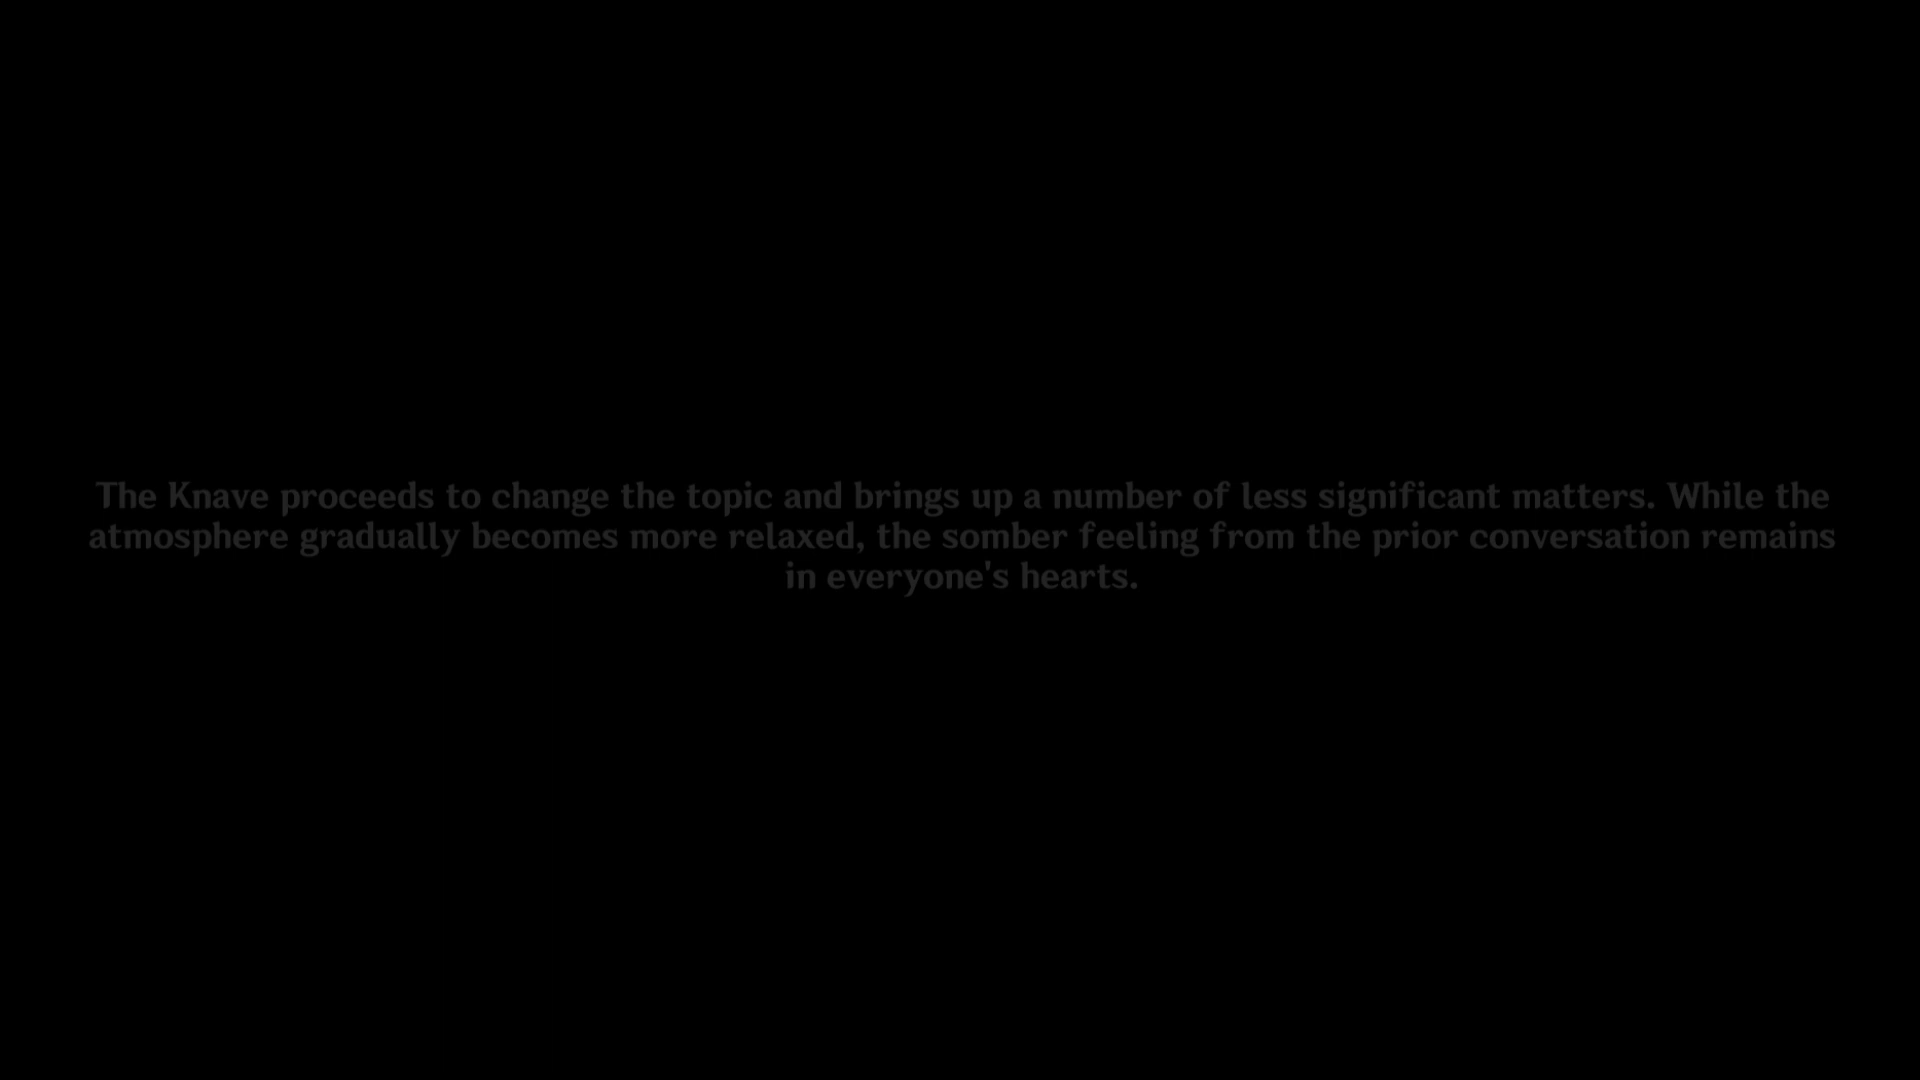 The Knave proceeds to change the topic and brings up a number of less significant matters. While the
atmosphere gradually becomes more relaxed, the somber feeling from the prior conversation remains
in everyone's hearts.